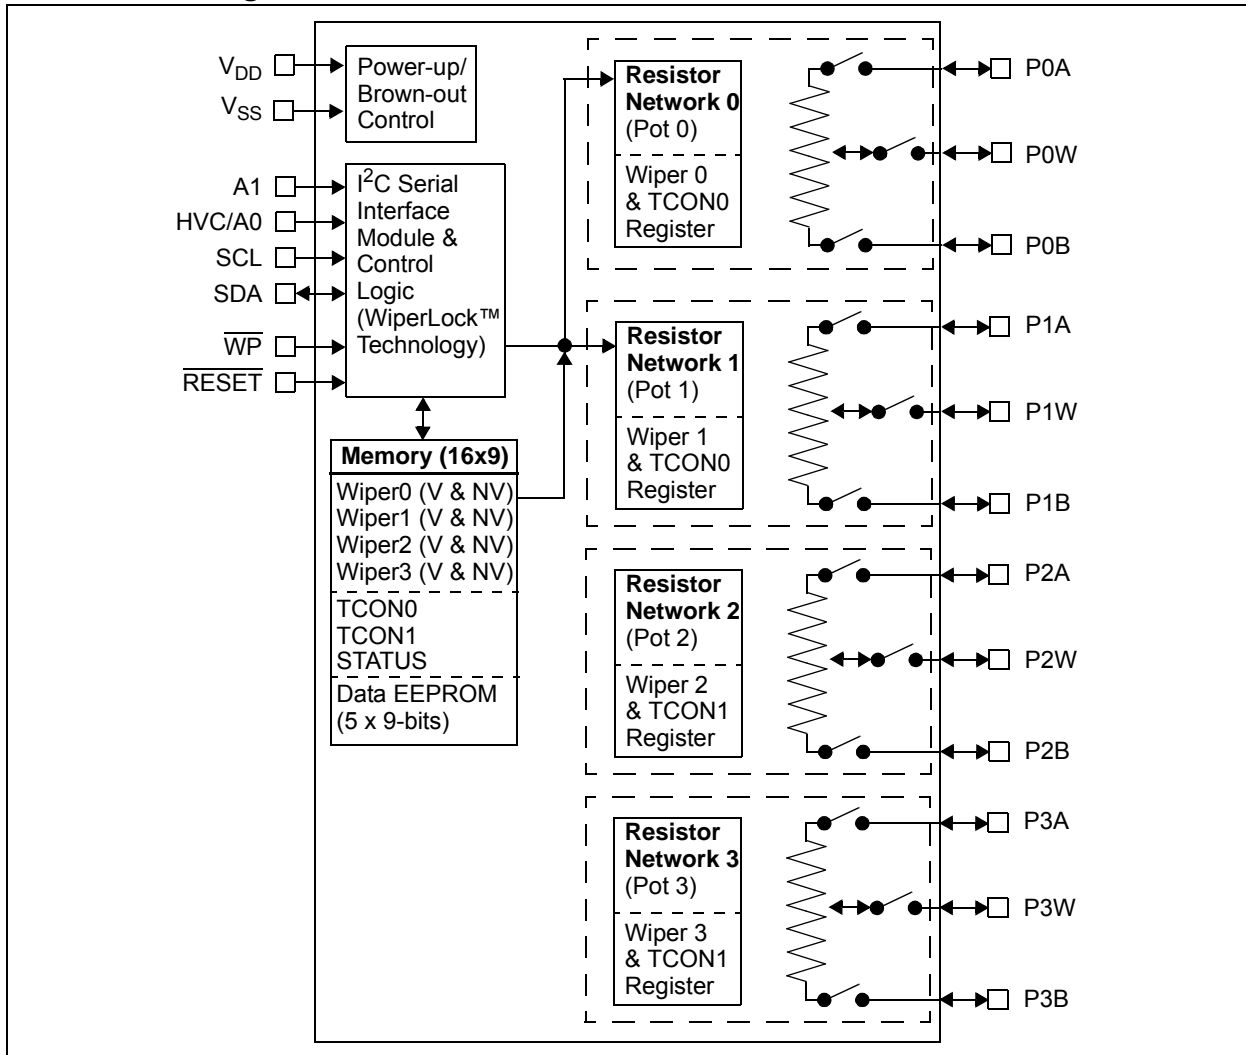 V_DD
V_SS
Power-up/
Brown-out
Control
A1
HVC/A0
SCL
SDA
W̅P̅
R̅E̅S̅E̅T̅
I²C Serial
Interface
Module &
Control
Logic
(WiperLock™
Technology)
Memory (16x9)
Wiper0 (V & NV)
Wiper1 (V & NV)
Wiper2 (V & NV)
Wiper3 (V & NV)
TCON0
TCON1
STATUS
Data EEPROM
(5 x 9-bits)
Resistor
Network 0
(Pot 0)
Wiper 0
& TCON0
Register
P0A
P0W
P0B
Resistor
Network 1
(Pot 1)
Wiper 1
& TCON0
Register
P1A
P1W
P1B
Resistor
Network 2
(Pot 2)
Wiper 2
& TCON1
Register
P2A
P2W
P2B
Resistor
Network 3
(Pot 3)
Wiper 3
& TCON1
Register
P3A
P3W
P3B